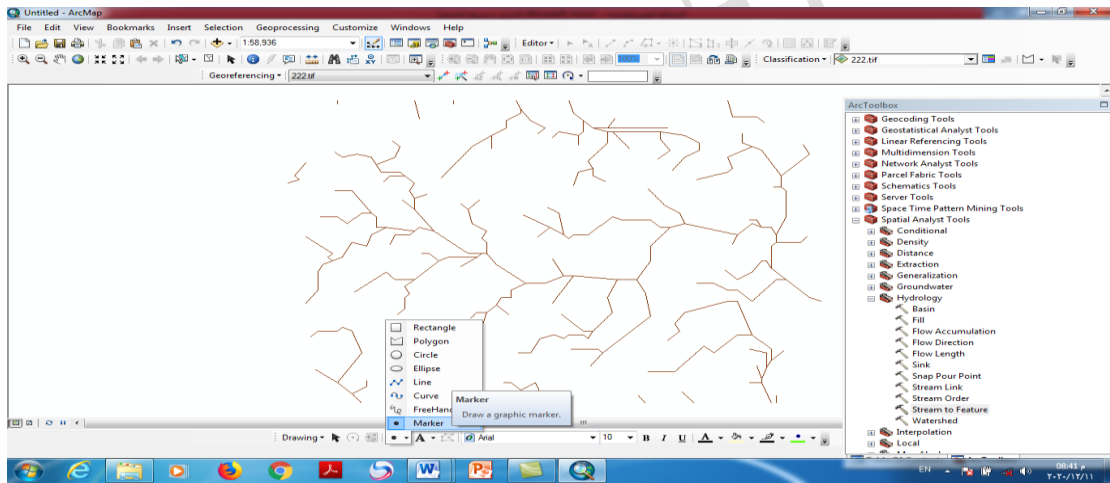 Untitled - ArcMap
File Edit View Bookmarks Insert Selection Geoprocessing Customize Windows Help
1:58,936 Editor
100% Classification 222.tif
Georeferencing 222.tif
ArcToolbox
Geocoding Tools
Geostatistical Analyst Tools
Linear Referencing Tools
Multidimension Tools
Network Analyst Tools
Parcel Fabric Tools
Schematics Tools
Server Tools
Space Time Pattern Mining Tools
Spatial Analyst Tools
Conditional
Density
Distance
Extraction
Generalization
Groundwater
Hydrology
Basin
Fill
Flow Accumulation
Flow Direction
Flow Length
Sink
Snap Pour Point
Stream Link
Stream Order
Stream to Feature
Watershed
Interpolation
Local
Rectangle
Polygon
Circle
Ellipse
Line
Curve
FreeHand
Marker
Marker
Draw a graphic marker.
Drawing A Arial 10 B I U A
EN 08:41 م
٢٠٢٠/١٢/١١